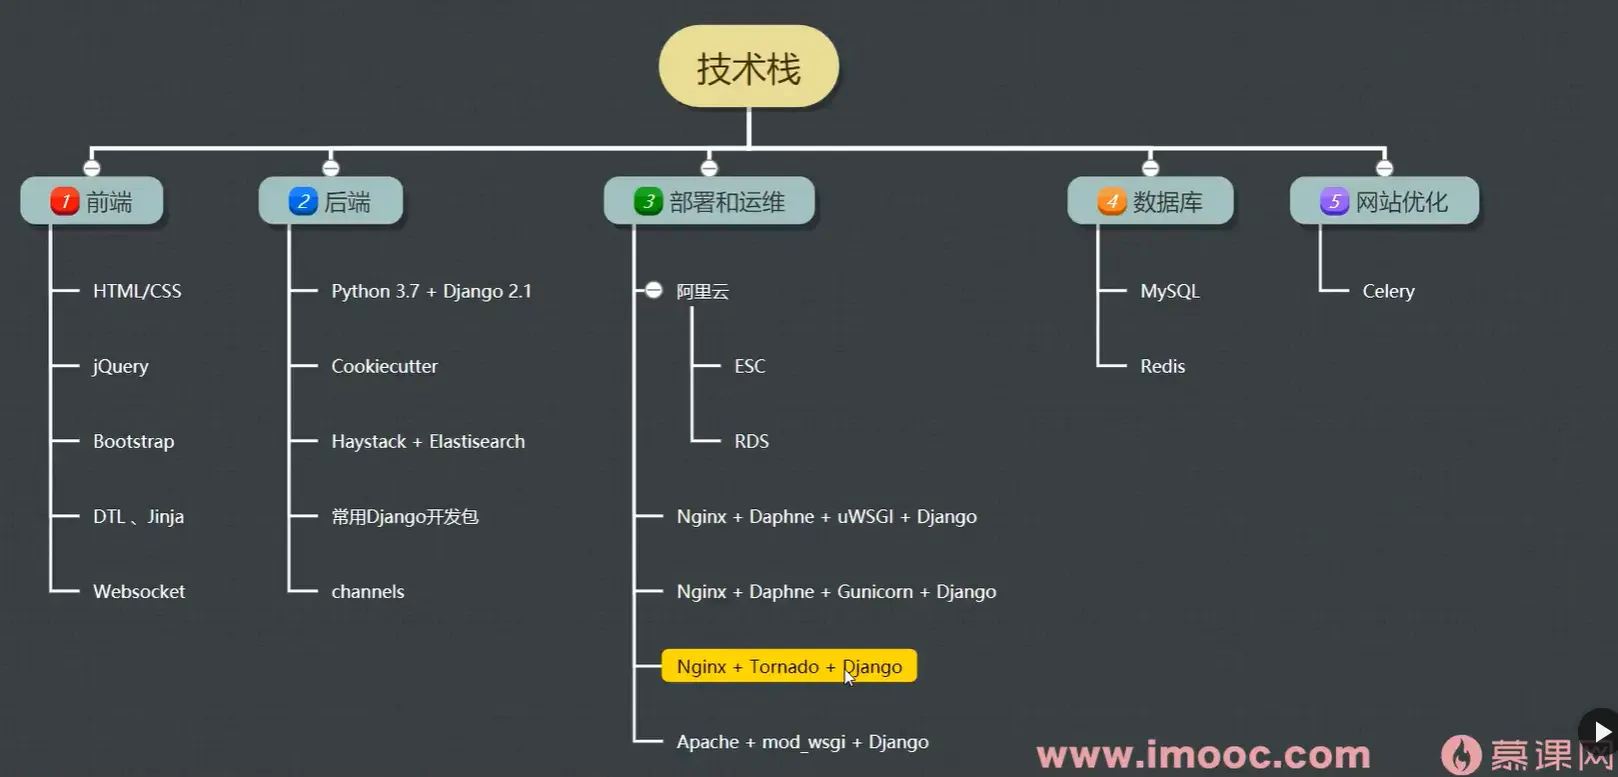 技术栈
1 前端
HTML/CSS
jQuery
Bootstrap
DTL 、Jinja
Websocket
2 后端
Python 3.7 + Django 2.1
Cookiecutter
Haystack + Elastisearch
常用Django开发包
channels
3 部署和运维
阿里云
ESC
RDS
Nginx + Daphne + uWSGI + Django
Nginx + Daphne + Gunicorn + Django
Nginx + Tornado + Django
Apache + mod_wsgi + Django
4 数据库
MySQL
Redis
5 网站优化
Celery
www.imooc.com
慕课网